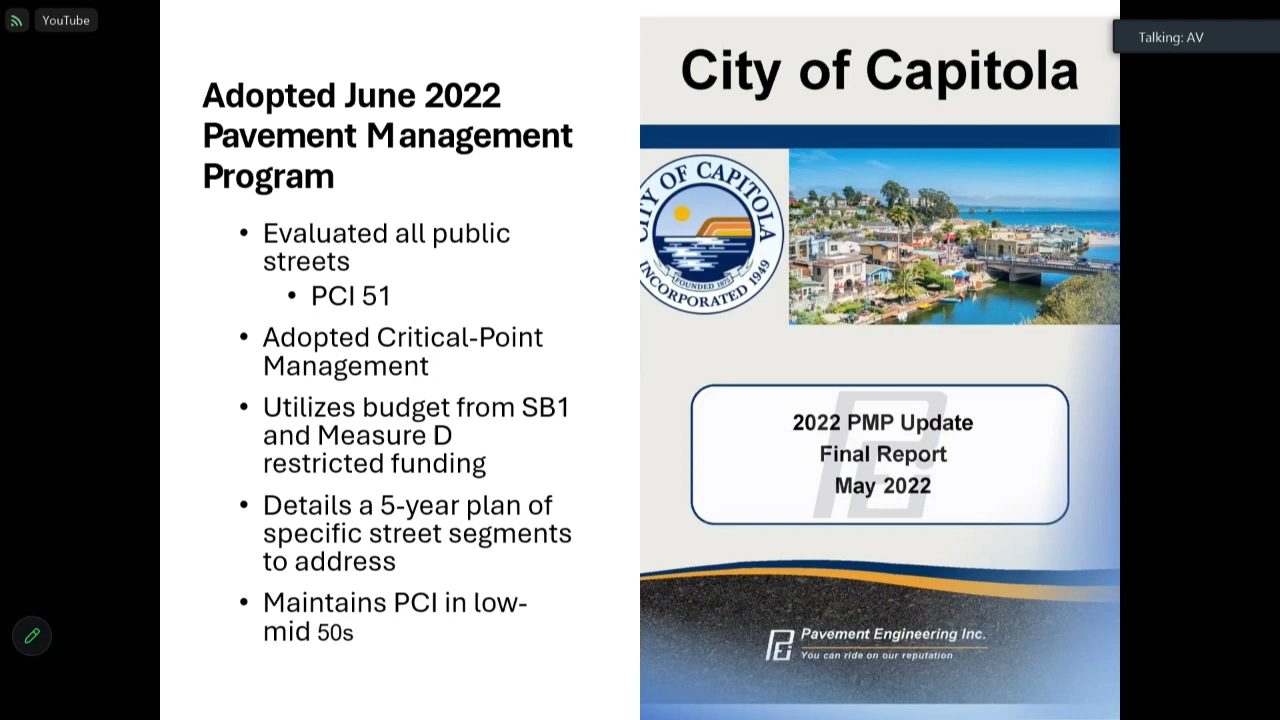 YouTube
Talking: AV
Adopted June 2022
Pavement Management
Program
• Evaluated all public
streets
• PCI 51
• Adopted Critical-Point
Management
• Utilizes budget from SB1
and Measure D
restricted funding
• Details a 5-year plan of
specific street segments
to address
• Maintains PCI in low-
mid 50s
City of Capitola
CITY OF CAPITOLA
FOUNDED 1874
INCORPORATED 1949
2022 PMP Update
Final Report
May 2022
Pavement Engineering Inc.
You can ride on our reputation